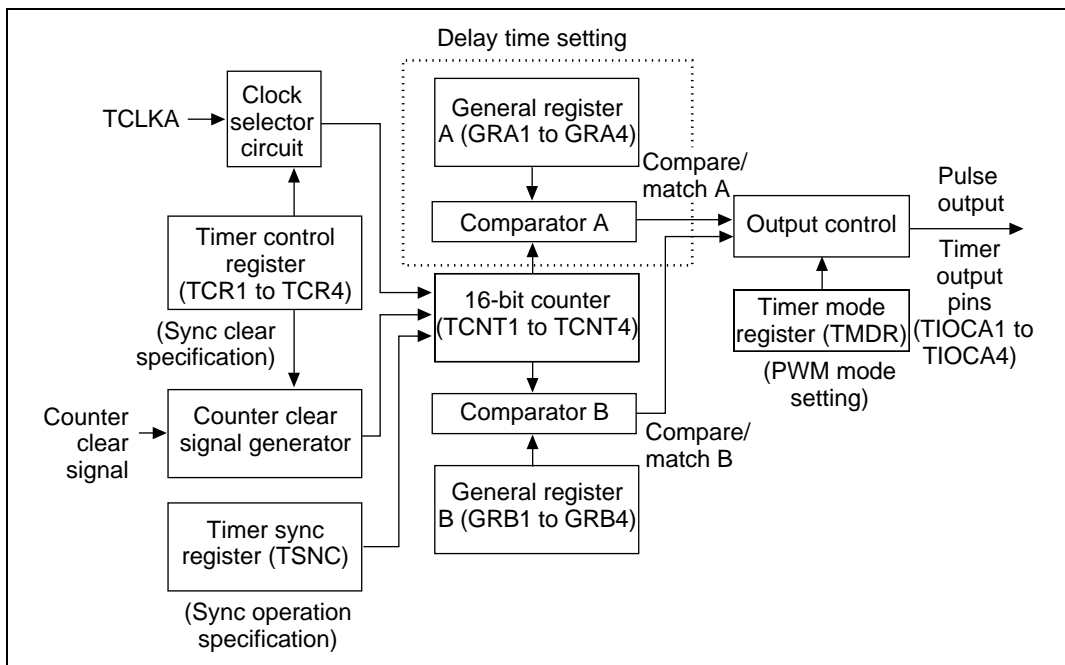 Delay time setting
TCLKA
Clock
selector
circuit
General register
A (GRA1 to GRA4)
Compare/
match A
Comparator A
Timer control
register
(TCR1 to TCR4)
(Sync clear
specification)
16-bit counter
(TCNT1 to TCNT4)
Output control
Pulse
output
Timer
output
pins
(TIOCA1 to
TIOCA4)
Timer mode
register (TMDR)
(PWM mode
setting)
Counter
clear
signal
Counter clear
signal generator
Comparator B
Compare/
match B
General register
B (GRB1 to GRB4)
Timer sync
register (TSNC)
(Sync operation
specification)